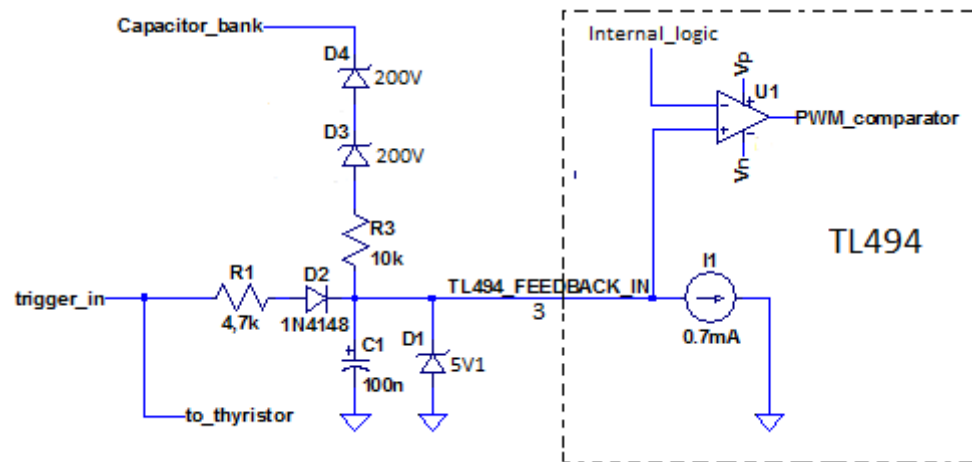 Capacitor_bank
D4
200V
D3
200V
R3
10k
R1
4,7k
D2
1N4148
trigger_in
to_thyristor
C1
100n
D1
5V1
TL494_FEEDBACK_IN
3
Internal_logic
Vp
U1
PWM_comparator
Vn
TL494
I1
0.7mA